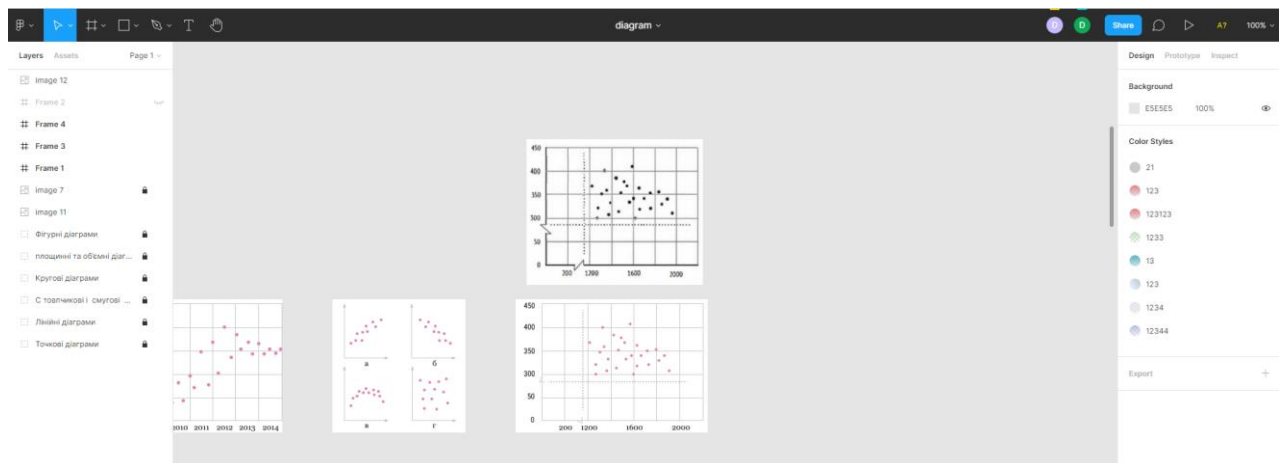 diagram
D
D
Share
A?
100%
Layers
Assets
Page 1
image 12
Frame 2
Frame 4
Frame 3
Frame 1
image 7
image 11
Фігурні діаграми
площинні та об'ємні діаг...
Кругові діаграми
С товпчикові і смугові ...
Лінійні діаграми
Точкові діаграми
450
400
350
300
50
0
200 1200 1600 2000
2010 2011 2012 2013 2014
а б
в г
450
400
350
300
50
0
200 1200 1600 2000
Design Prototype Inspect
Background
E5E5E5 100%
Color Styles
21
123
123123
1233
13
123
1234
12344
Export